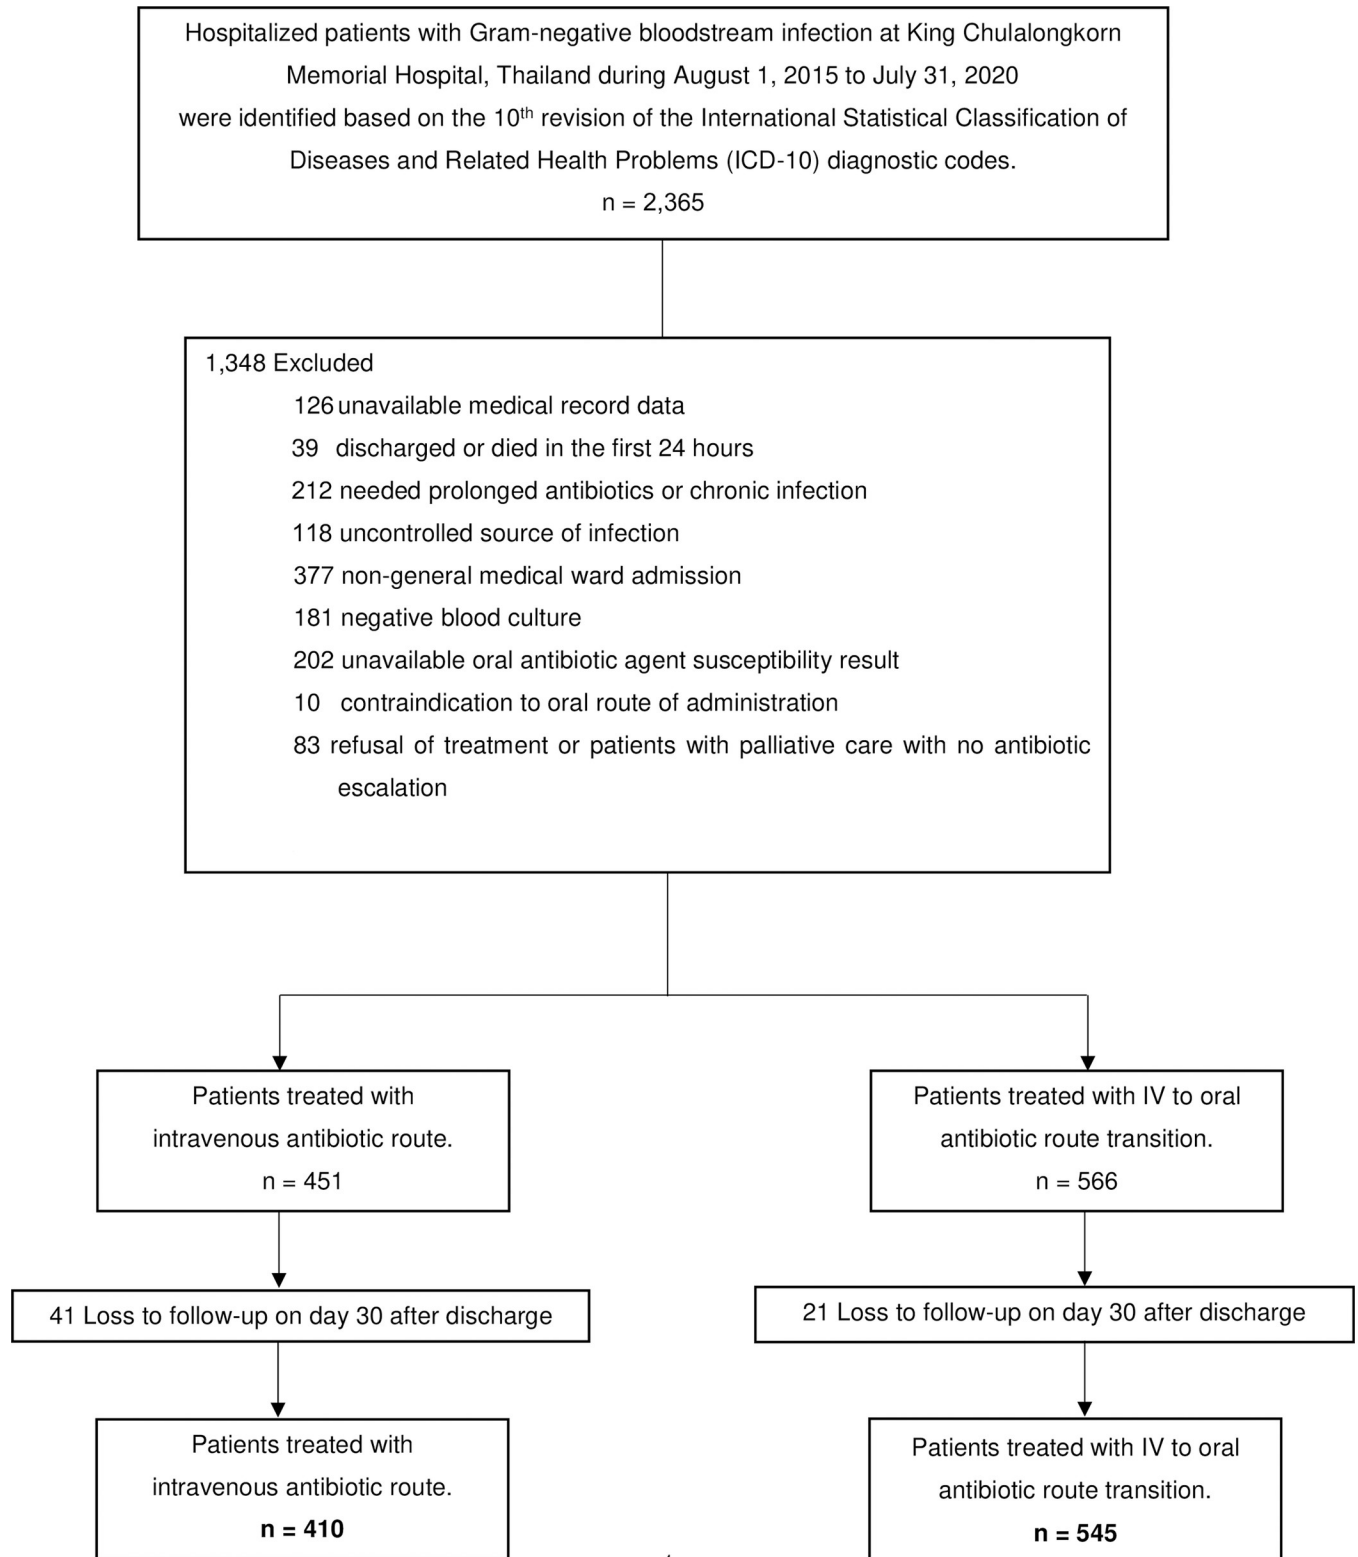 Hospitalized patients with Gram-negative bloodstream infection at King Chulalongkorn
Memorial Hospital, Thailand during August 1, 2015 to July 31, 2020
were identified based on the 10th revision of the International Statistical Classification of
Diseases and Related Health Problems (ICD-10) diagnostic codes.
n = 2,365
1,348 Excluded
126 unavailable medical record data
39 discharged or died in the first 24 hours
212 needed prolonged antibiotics or chronic infection
118 uncontrolled source of infection
377 non-general medical ward admission
181 negative blood culture
202 unavailable oral antibiotic agent susceptibility result
10 contraindication to oral route of administration
83 refusal of treatment or patients with palliative care with no antibiotic
escalation
Patients treated with
intravenous antibiotic route.
n = 451
Patients treated with IV to oral
antibiotic route transition.
n = 566
41 Loss to follow-up on day 30 after discharge
21 Loss to follow-up on day 30 after discharge
Patients treated with
intravenous antibiotic route.
n = 410
Patients treated with IV to oral
antibiotic route transition.
n = 545